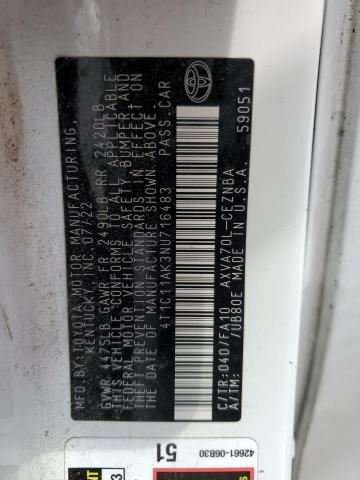 MFD. BY: TOYOTA MOTOR MANUFACTURING,
KENTUCKY, INC. 07/22
GVWR 4475LB GAWR FR 2490LB RR 2420LB
THIS VEHICLE CONFORMS TO ALL APPLICABLE
FEDERAL MOTOR VEHICLE SAFETY, BUMPER, AND
THEFT PREVENTION STANDARDS IN EFFECT ON
THE DATE OF MANUFACTURE SHOWN ABOVE.
4T1C11AK3NU716483 PASS. CAR
C/TR:040/FA10 AXVA70L-CEZNBA
A/TM: /UB80E MADE IN U.S.A.
59051
42661-06B30
51